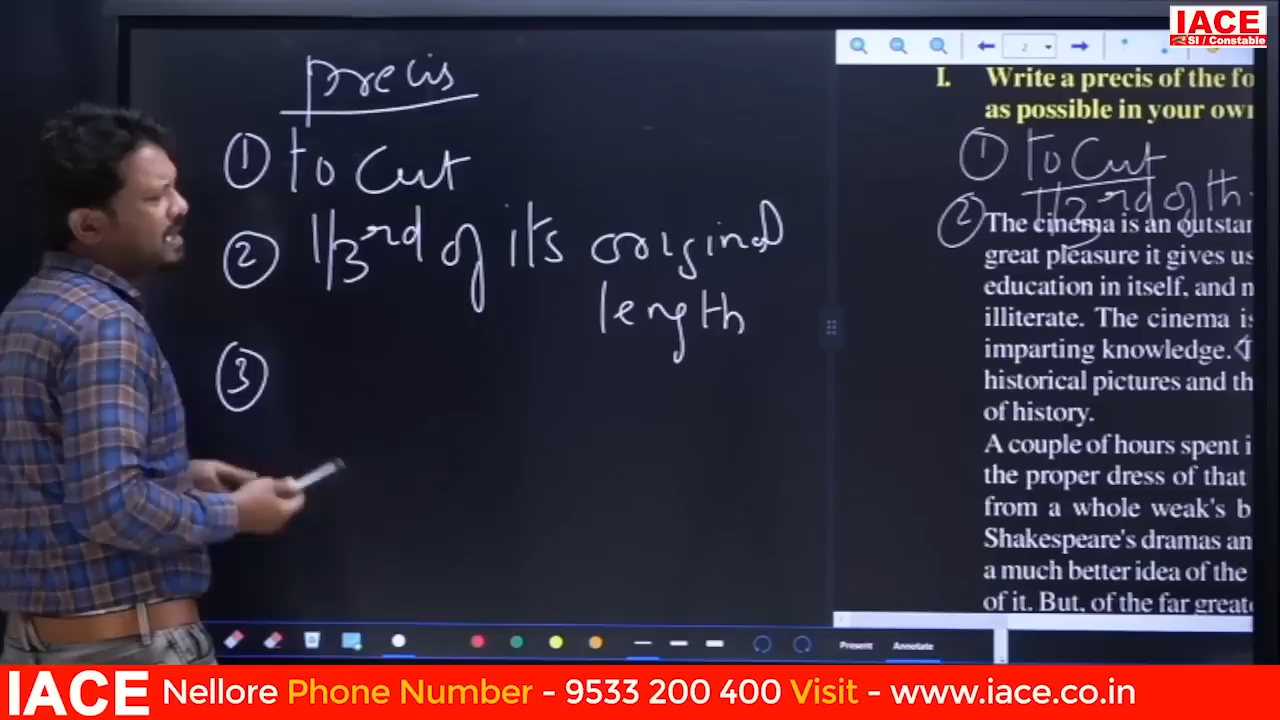 IACE
SI / Constable
precis
① to cut
② 1/3rd of its original
length
③
2
I. Write a precis of the fo
as possible in your own
① to cut
② 1/3rd of th
The cinema is an outstan
great pleasure it gives us
education in itself, and n
illiterate. The cinema is
imparting knowledge. T
historical pictures and th
of history.
A couple of hours spent i
the proper dress of that
from a whole weak's b
Shakespeare's dramas an
a much better idea of the
of it. But, of the far greate
Present Annotate
IACE Nellore Phone Number - 9533 200 400 Visit - www.iace.co.in